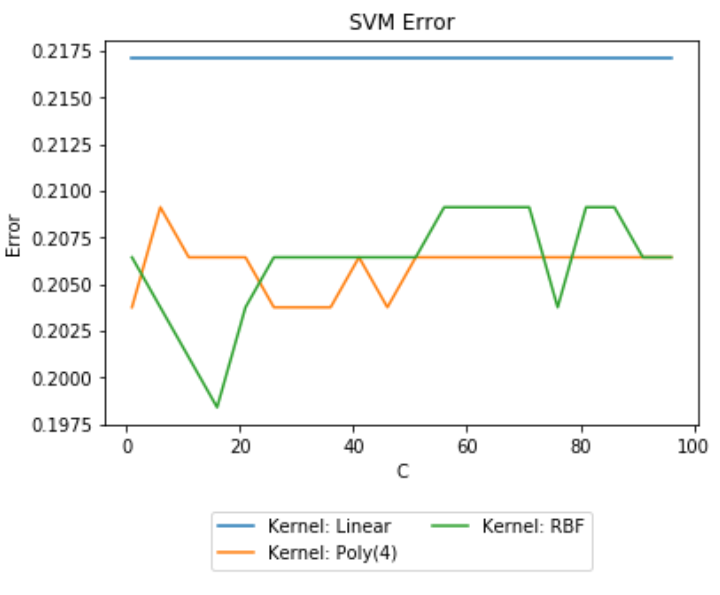 SVM Error
0.2175
0.2150
0.2125
0.2100
0.2075
0.2050
0.2025
0.2000
0.1975
Error
0 20 40 60 80 100
C
Kernel: Linear Kernel: RBF
Kernel: Poly(4)